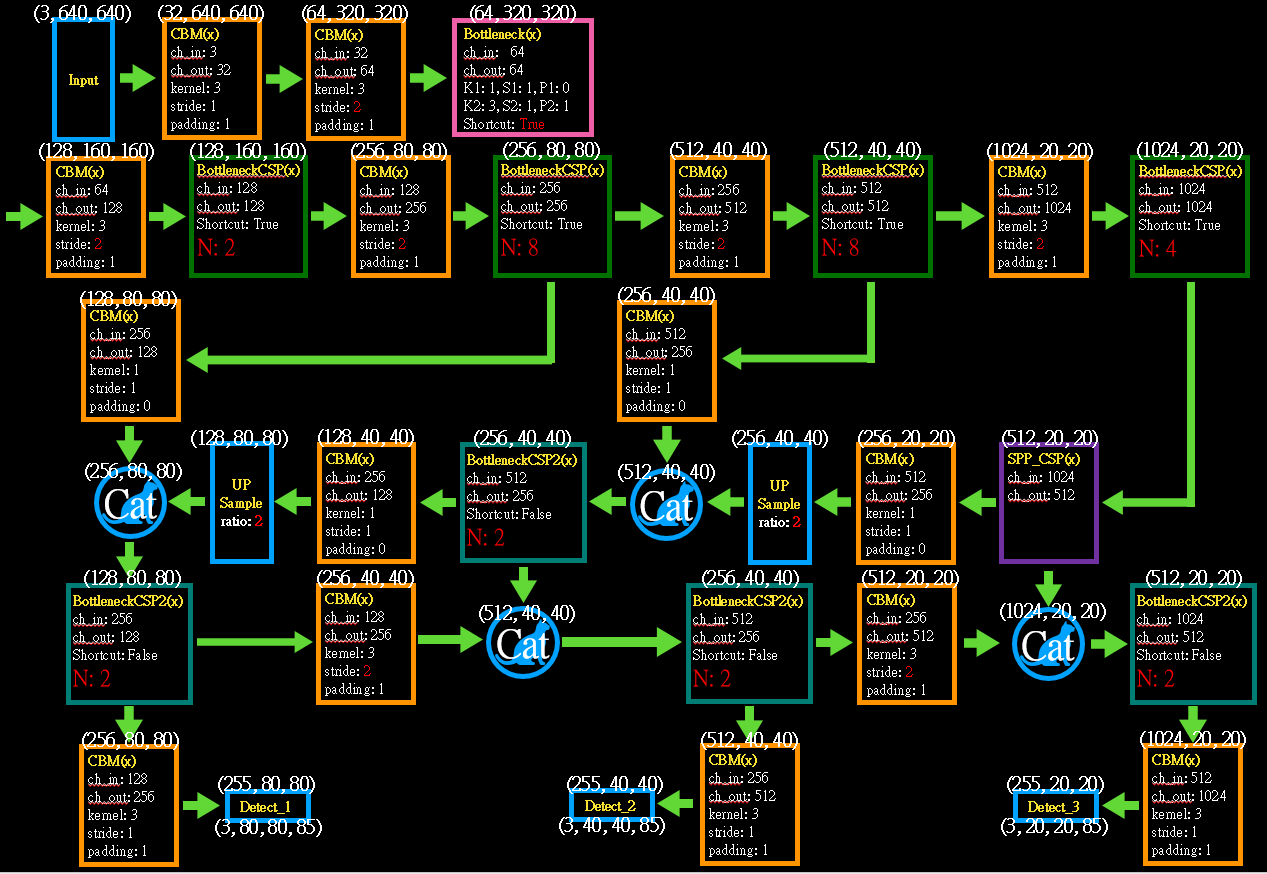 (3, 640, 640)
Input
(32, 640, 640)
CBM(x)
ch_in: 3
ch_out: 32
kernel: 3
stride: 1
padding: 1
(64, 320, 320)
CBM(x)
ch_in: 32
ch_out: 64
kernel: 3
stride: 2
padding: 1
(64, 320, 320)
Bottleneck(x)
ch_in: 64
ch_out: 64
K1: 1, S1: 1, P1: 0
K2: 3, S2: 1, P2: 1
Shortcut: True
(128, 160, 160)
CBM(x)
ch_in: 64
ch_out: 128
kernel: 3
stride: 2
padding: 1
(128, 160, 160)
BottleneckCSP(x)
ch_in: 128
ch_out: 128
Shortcut: True
N: 2
(256, 80, 80)
CBM(x)
ch_in: 128
ch_out: 256
kernel: 3
stride: 2
padding: 1
(256, 80, 80)
BottleneckCSP(x)
ch_in: 256
ch_out: 256
Shortcut: True
N: 8
(512, 40, 40)
CBM(x)
ch_in: 256
ch_out: 512
kernel: 3
stride: 2
padding: 1
(512, 40, 40)
BottleneckCSP(x)
ch_in: 512
ch_out: 512
Shortcut: True
N: 8
(1024, 20, 20)
CBM(x)
ch_in: 512
ch_out: 1024
kernel: 3
stride: 2
padding: 1
(1024, 20, 20)
BottleneckCSP(x)
ch_in: 1024
ch_out: 1024
Shortcut: True
N: 4
(128, 80, 80)
CBM(x)
ch_in: 256
ch_out: 128
kernel: 1
stride: 1
padding: 0
(256, 40, 40)
CBM(x)
ch_in: 512
ch_out: 256
kernel: 1
stride: 1
padding: 0
(256, 80, 80)
Cat
(128, 80, 80)
UP
Sample
ratio: 2
(128, 40, 40)
CBM(x)
ch_in: 256
ch_out: 128
kernel: 1
stride: 1
padding: 0
(256, 40, 40)
BottleneckCSP2(x)
ch_in: 512
ch_out: 256
Shortcut: False
N: 2
(512, 40, 40)
Cat
(256, 40, 40)
UP
Sample
ratio: 2
(256, 20, 20)
CBM(x)
ch_in: 512
ch_out: 256
kernel: 1
stride: 1
padding: 0
(512, 20, 20)
SPP_CSP(x)
ch_in: 1024
ch_out: 512
(128, 80, 80)
BottleneckCSP2(x)
ch_in: 256
ch_out: 128
Shortcut: False
N: 2
(256, 40, 40)
CBM(x)
ch_in: 128
ch_out: 256
kernel: 3
stride: 2
padding: 1
(512, 40, 40)
Cat
(256, 40, 40)
BottleneckCSP2(x)
ch_in: 512
ch_out: 256
Shortcut: False
N: 2
(512, 20, 20)
CBM(x)
ch_in: 256
ch_out: 512
kernel: 3
stride: 2
padding: 1
(1024, 20, 20)
Cat
(512, 20, 20)
BottleneckCSP2(x)
ch_in: 1024
ch_out: 512
Shortcut: False
N: 2
(256, 80, 80)
CBM(x)
ch_in: 128
ch_out: 256
kernel: 3
stride: 1
padding: 1
(255, 80, 80)
Detect_1
(3, 80, 80, 85)
(255, 40, 40)
Detect_2
(3, 40, 40, 85)
(512, 40, 40)
CBM(x)
ch_in: 256
ch_out: 512
kernel: 3
stride: 1
padding: 1
(255, 20, 20)
Detect_3
(3, 20, 20, 85)
(1024, 20, 20)
CBM(x)
ch_in: 512
ch_out: 1024
kernel: 3
stride: 1
padding: 1